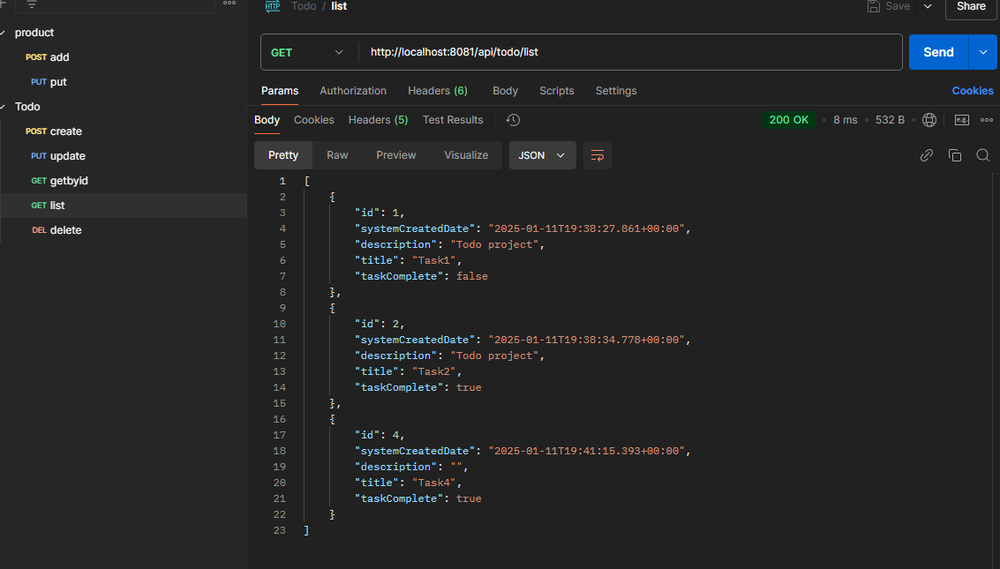 Todo / list
Save
Share
product
POST add
PUT put
Todo
POST create
PUT update
GET getbyid
GET list
DEL delete
GET http://localhost:8081/api/todo/list Send
Params Authorization Headers (6) Body Scripts Settings Cookies
Body Cookies Headers (5) Test Results 200 OK 8 ms 532 B e.g.
Pretty Raw Preview Visualize JSON
1 [
2 {
3 "id": 1,
4 "systemCreatedDate": "2025-01-11T19:38:27.861+00:00",
5 "description": "Todo project",
6 "title": "Task1",
7 "taskComplete": false
8 },
9 {
10 "id": 2,
11 "systemCreatedDate": "2025-01-11T19:38:34.778+00:00",
12 "description": "Todo project",
13 "title": "Task2",
14 "taskComplete": true
15 },
16 {
17 "id": 4,
18 "systemCreatedDate": "2025-01-11T19:41:15.393+00:00",
19 "description": "",
20 "title": "Task4",
21 "taskComplete": true
22 }
23 ]